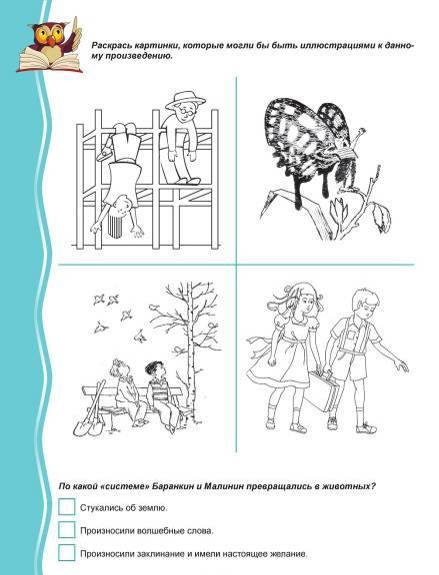 Раскрась картинки, которые могли бы быть иллюстрациями к данно-
му произведению.
По какой «системе» Баранкин и Малинин превращались в животных?
Стукались об землю.
Произносили волшебные слова.
Произносили заклинание и имели настоящее желание.